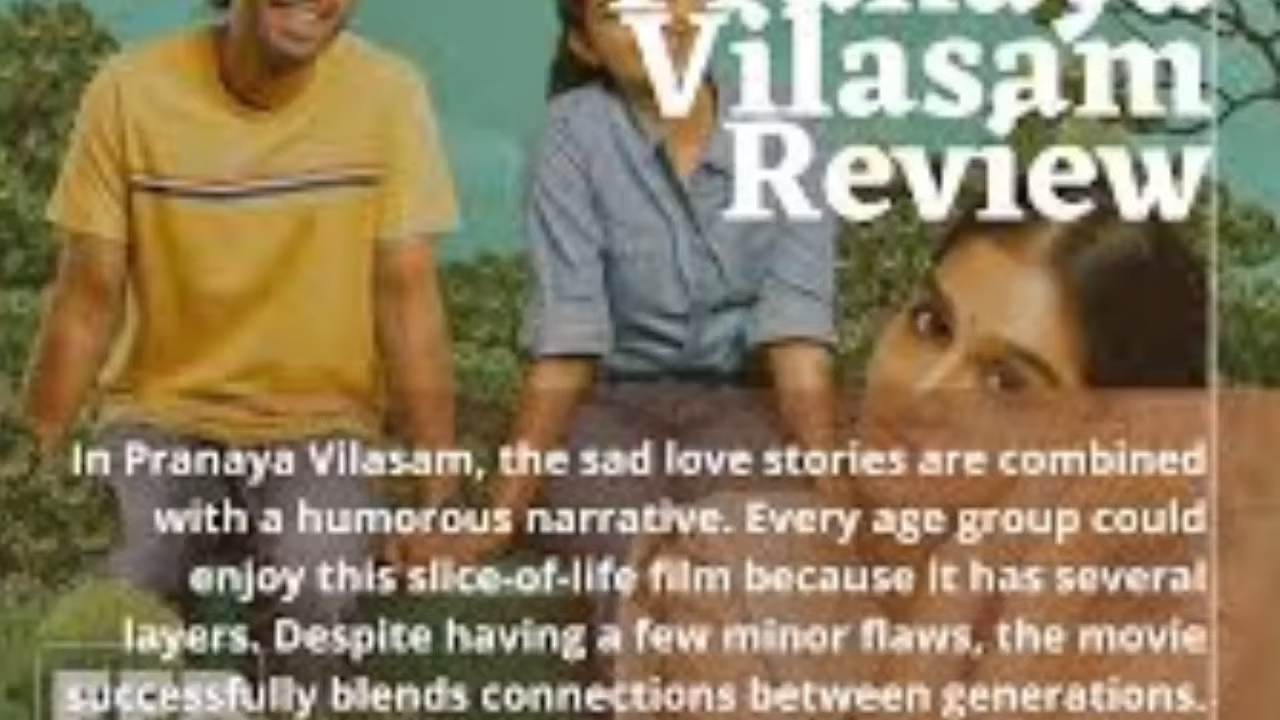 Pranaya
Vilasam
Review
In Pranaya Vilasam, the sad love stories are combined
with a humorous narrative. Every age group could
enjoy this slice-of-life film because it has several
layers. Despite having a few minor flaws, the movie
successfully blends connections between generations.